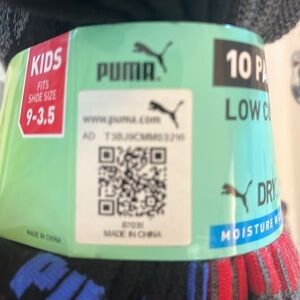 KIDS
FITS
SHOE SIZE
9-3.5
PUMA
10 PA
LOW C
www.puma.com
AD
DRY
MOISTURE W
87035
MADE IN CHINA
MADE IN CHINA